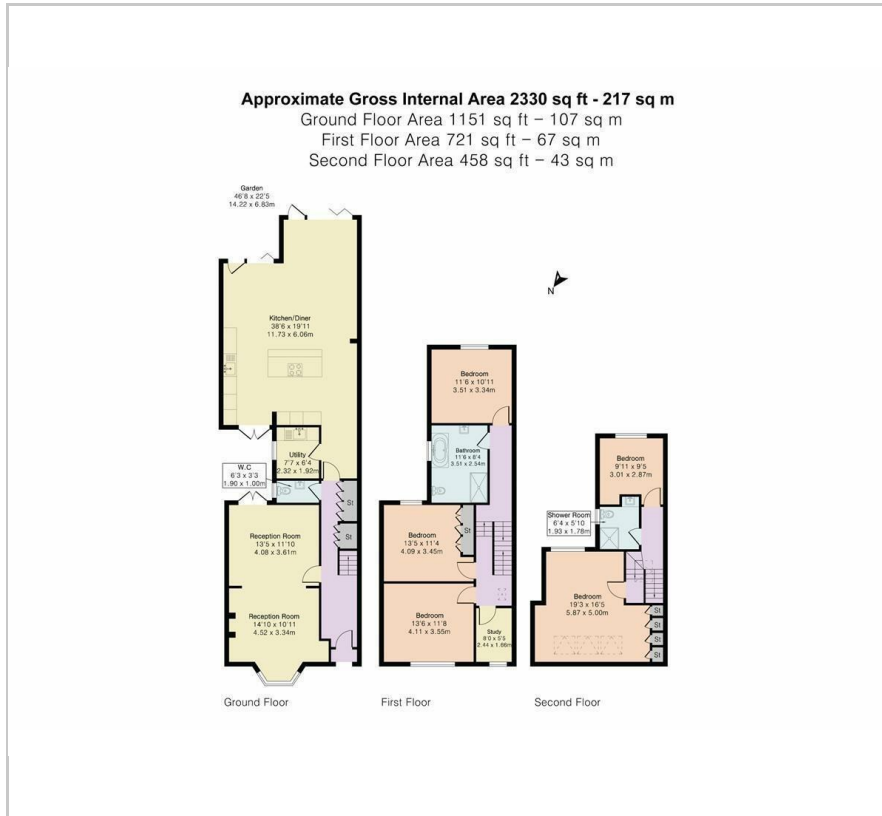 Approximate Gross Internal Area 2330 sq ft - 217 sq m
Ground Floor Area 1151 sq ft – 107 sq m
First Floor Area 721 sq ft – 67 sq m
Second Floor Area 458 sq ft – 43 sq m
Garden
46'8 x 22'5
14.22 x 6.83m
N
Kitchen/Diner
38'6 x 19'11
11.73 x 6.06m
Utility
7'7 x 6'4
2.32 x 1.92m
W.C
6'3 x 3'3
1.90 x 1.00m
St
St
Reception Room
13'5 x 11'10
4.08 x 3.61m
Reception Room
14'10 x 10'11
4.52 x 3.34m
Ground Floor
Bedroom
11'6 x 10'11
3.51 x 3.34m
Bathroom
11'6 x 8'4
3.51 x 2.54m
Bedroom
13'5 x 11'4
4.09 x 3.45m
St
Bedroom
13'6 x 11'8
4.11 x 3.55m
Study
8'0 x 5'5
2.44 x 1.66m
First Floor
Bedroom
9'11 x 9'5
3.01 x 2.87m
Shower Room
6'4 x 5'10
1.93 x 1.78m
Bedroom
19'3 x 16'5
5.87 x 5.00m
St
St
St
St
Second Floor